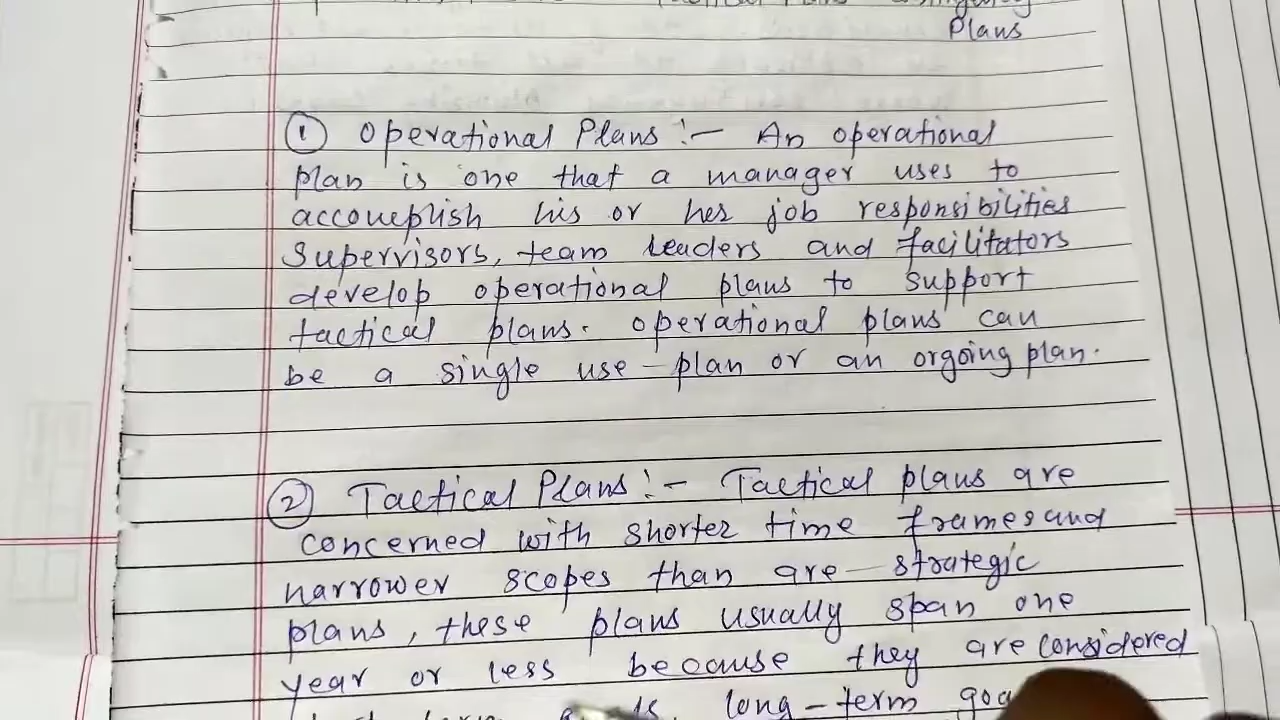 Plans
① Operational Plans :- An operational
plan is one that a manager uses to
accomplish his or her job responsibilities
Supervisors, team leaders and facilitators
develop operational plans to support
tactical plans. operational plans can
be a single use - plan or an orgoing plan.
② Tactical Plans :- Tactical plans are
concerned with shorter time frames and
narrower scopes than are - strategic
plans, these plans usually span one
year or less because they are considered
long - term